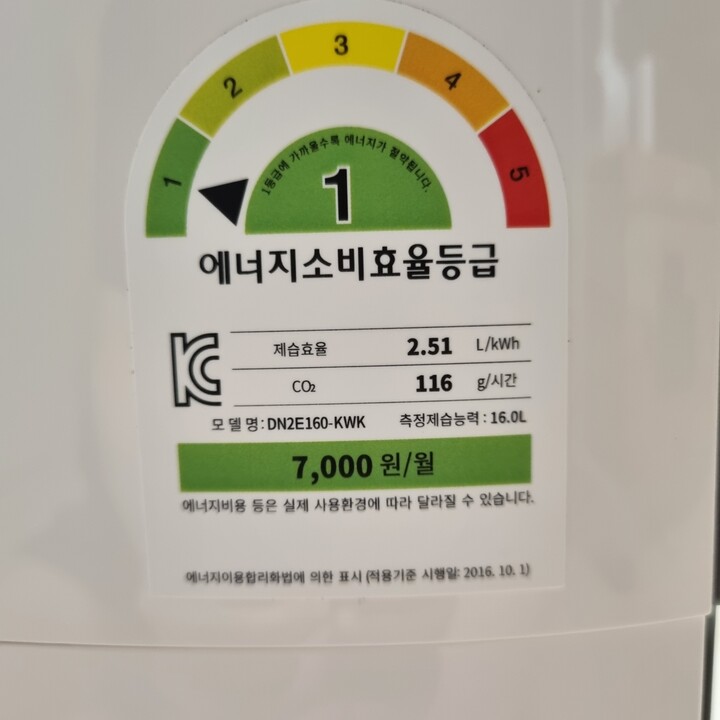 1 2 3 4 5
1등급에 가까울수록 에너지가 절약됩니다.
1
에너지소비효율등급
제습효율 2.51 L/kWh
CO₂ 116 g/시간
모델명: DN2E160-KWK 측정제습능력: 16.0L
7,000 원/월
에너지비용 등은 실제 사용환경에 따라 달라질 수 있습니다.
에너지이용합리화법에 의한 표시 (적용기준 시행일: 2016. 10. 1)